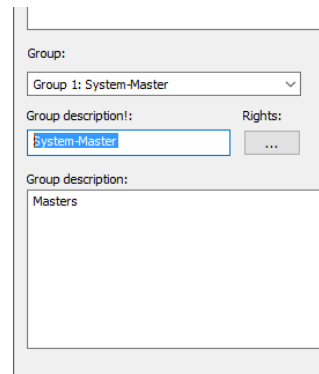 Group:
Group 1: System-Master
Group description!: Rights:
System-Master ...
Group description:
Masters